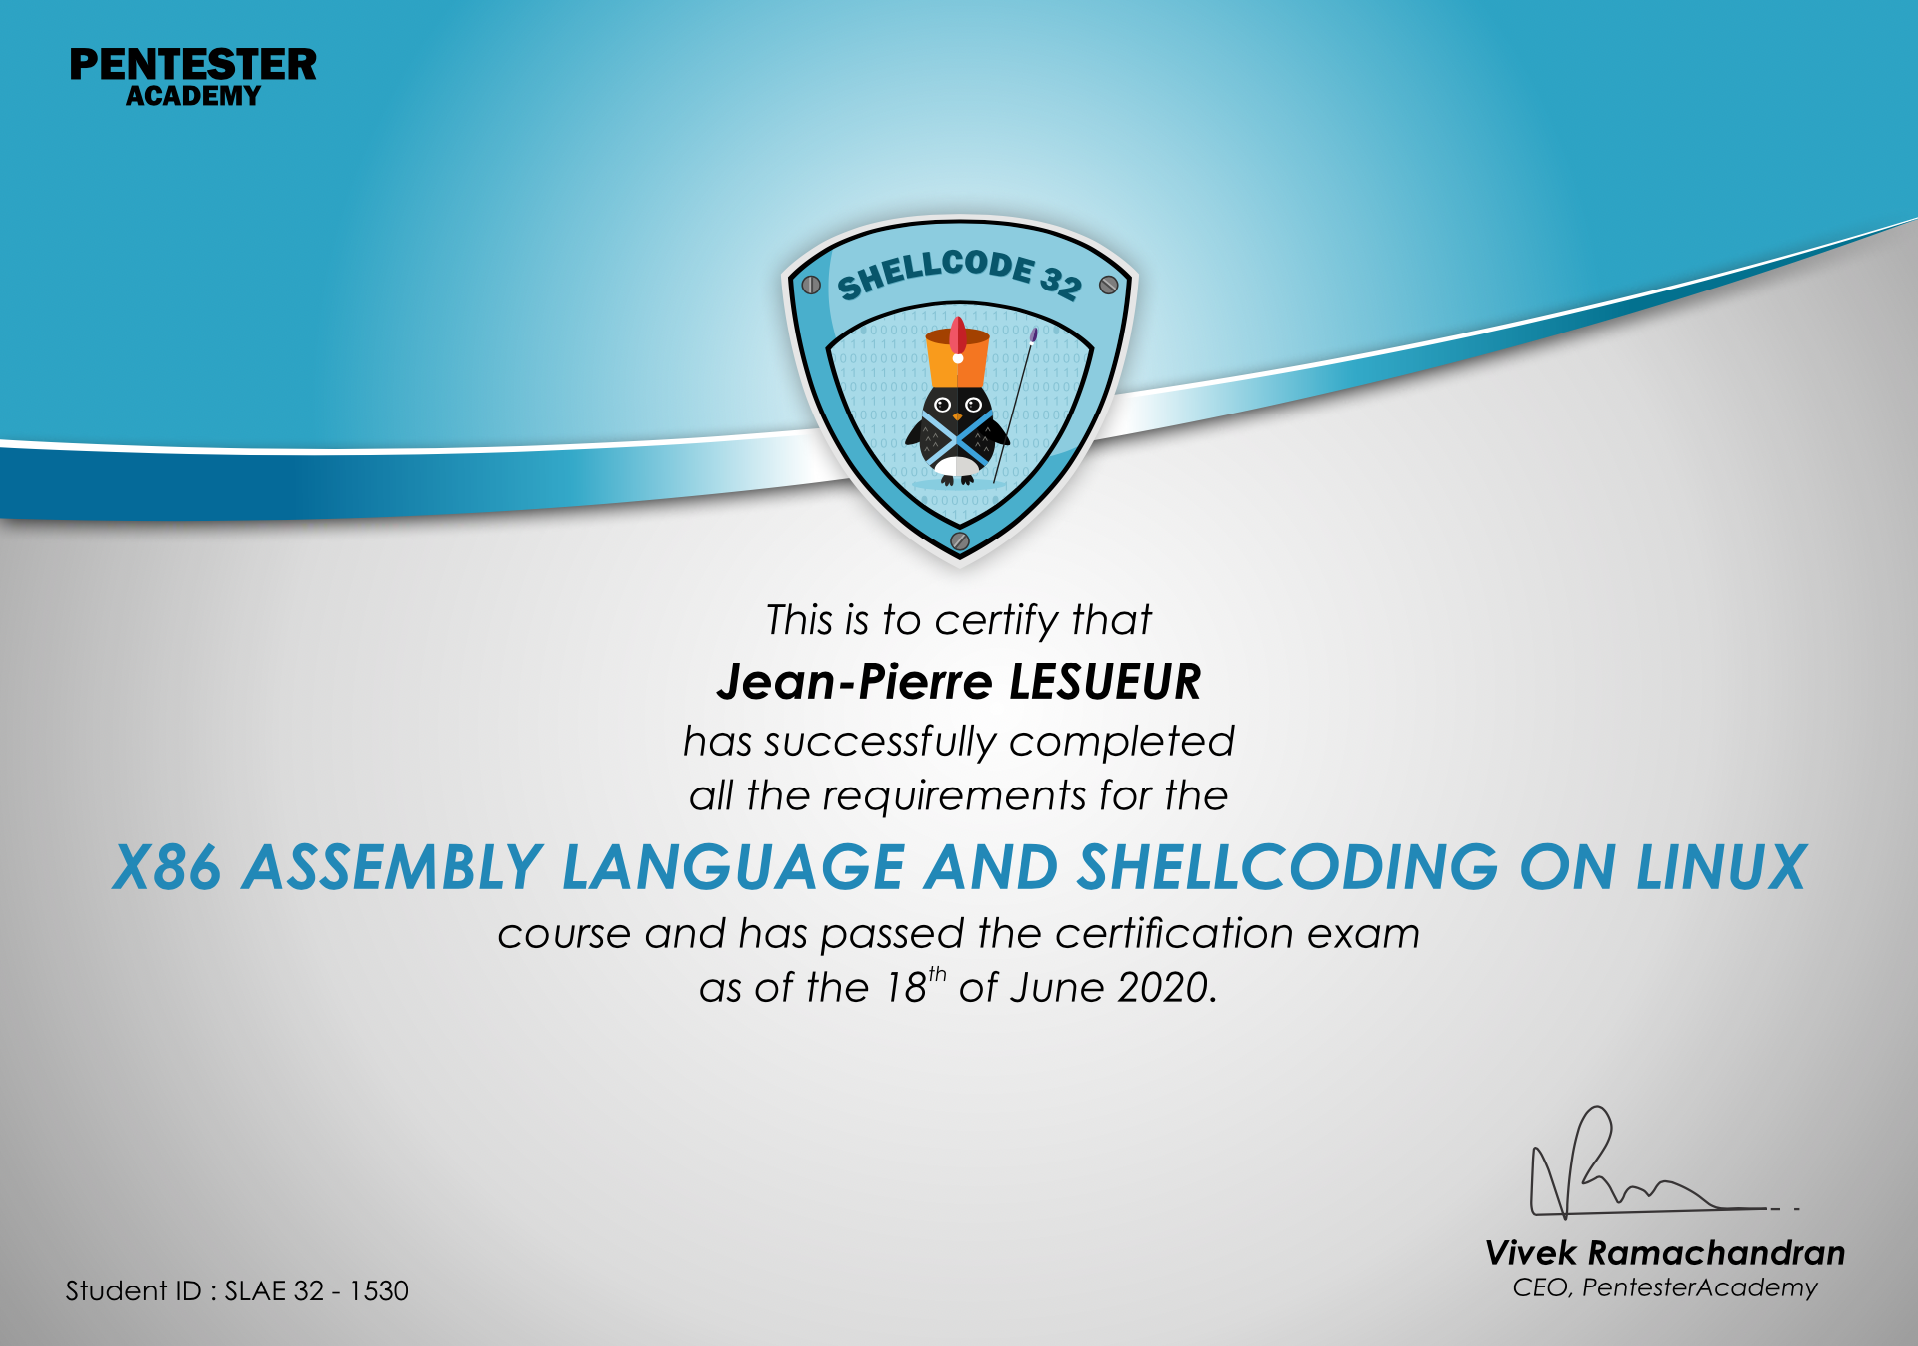 PENTESTER
ACADEMY
SHELLCODE 32
This is to certify that
Jean-Pierre LESUEUR
has successfully completed
all the requirements for the
X86 ASSEMBLY LANGUAGE AND SHELLCODING ON LINUX
course and has passed the certification exam
as of the 18th of June 2020.
Vivek Ramachandran
CEO, PentesterAcademy
Student ID : SLAE 32 - 1530